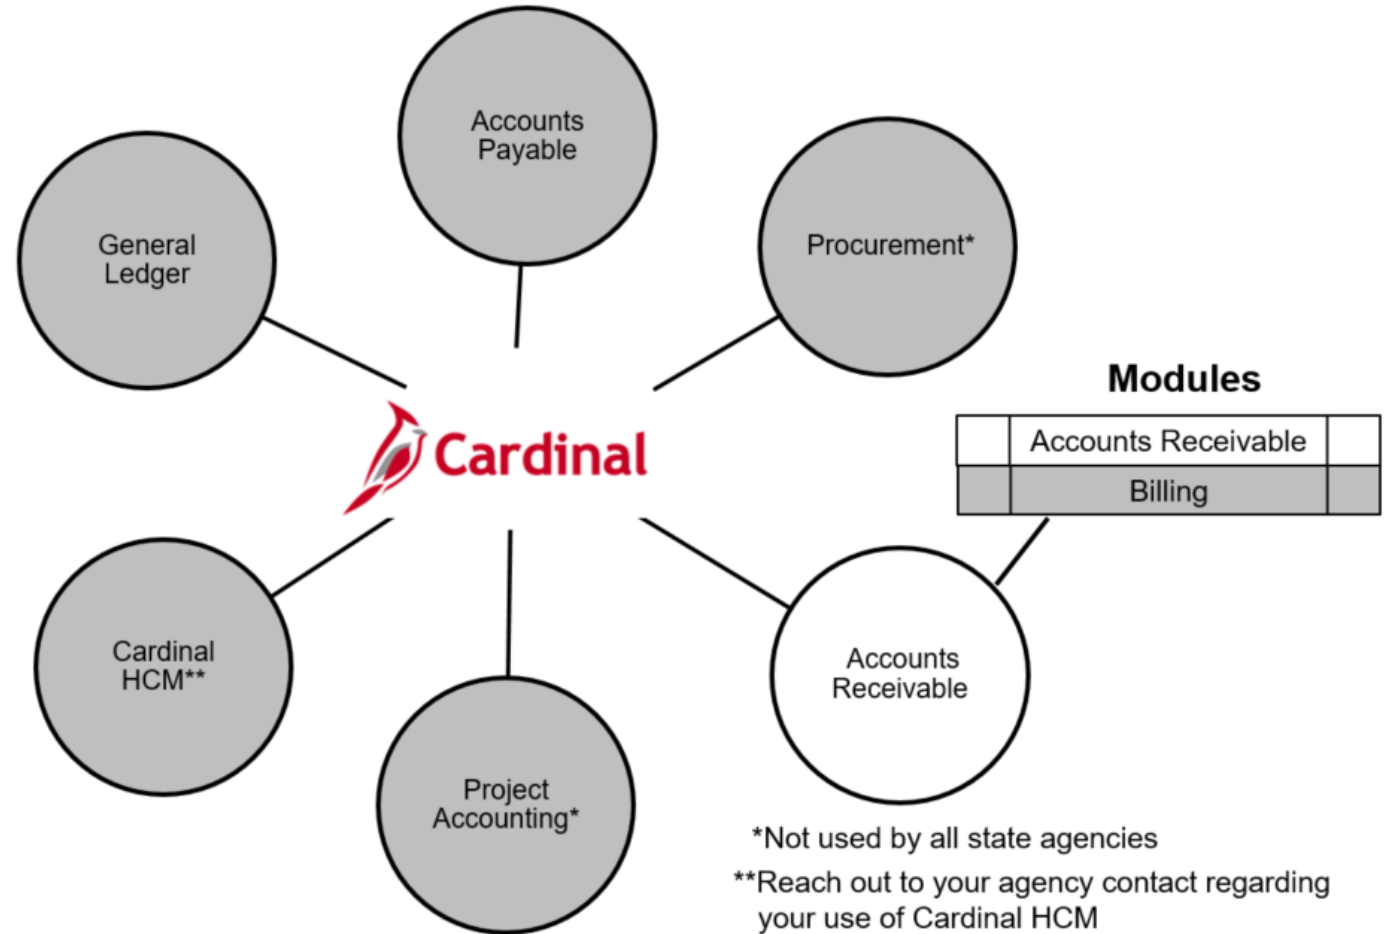 Accounts
Payable
General
Ledger
Procurement*
Modules
Accounts Receivable
Billing
Cardinal
Cardinal
HCM**
Accounts
Receivable
Project
Accounting*
*Not used by all state agencies
**Reach out to your agency contact regarding
your use of Cardinal HCM